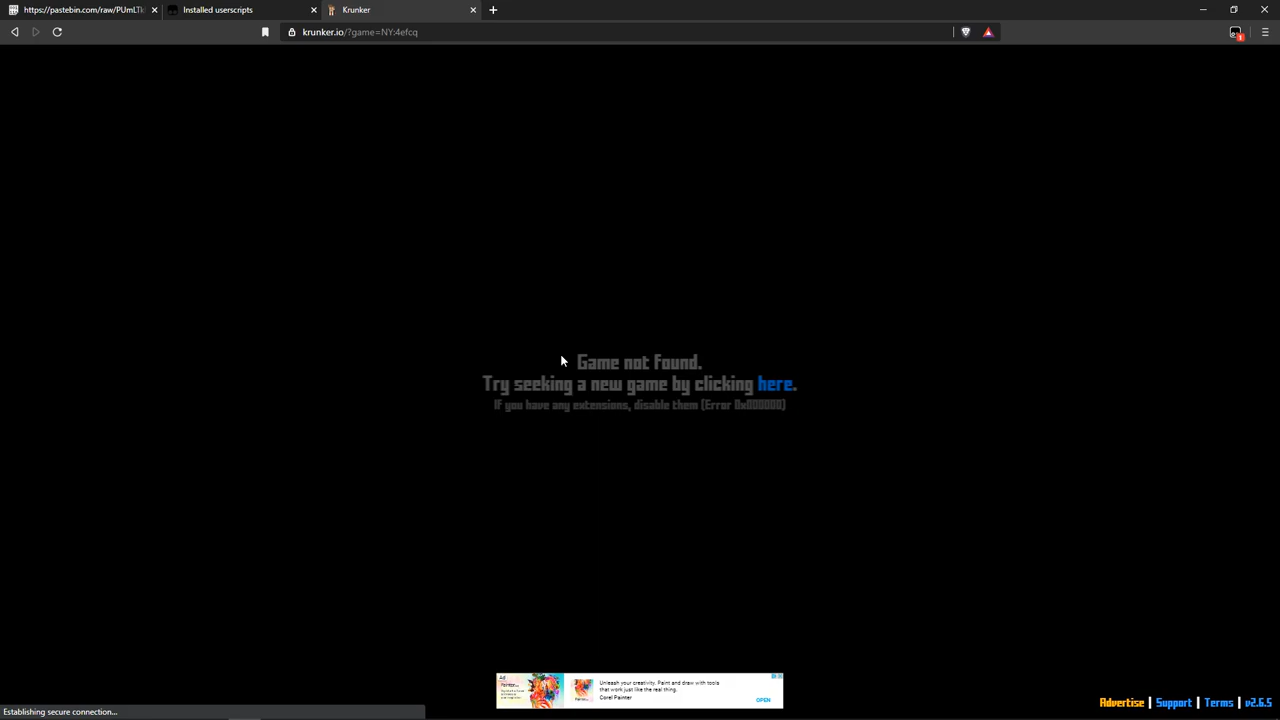 https://pastebin.com/raw/PUmLTk
Installed userscripts
Krunker
krunker.io/?game=NY:4efcq
1
Game not found.
Try seeking a new game by clicking here.
If you have any extensions, disable them (Error 0x000000)
Ad
Painter...
Unleash your creativity. Paint and draw with tools
that work just like the real thing.
Corel Painter
OPEN
Establishing secure connection...
Advertise | Support | Terms | v2.6.5